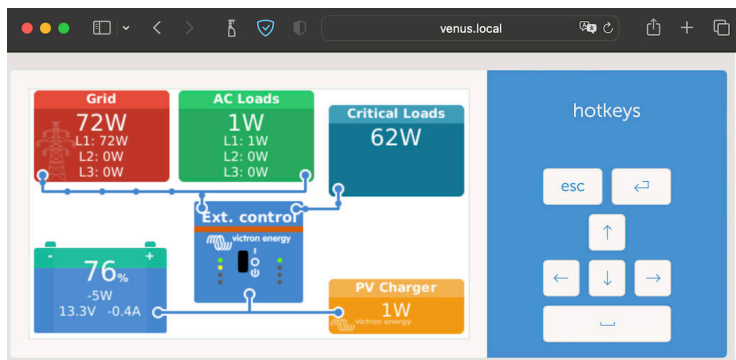 venus.local
hotkeys
Grid
72W
L1: 72W
L2: 0W
L3: 0W
AC Loads
1W
L1: 1W
L2: 0W
L3: 0W
Critical Loads
62W
esc
Ext. control
victron energy
- +
76%
-5W
13.3V -0.4A
PV Charger
1W
victron energy